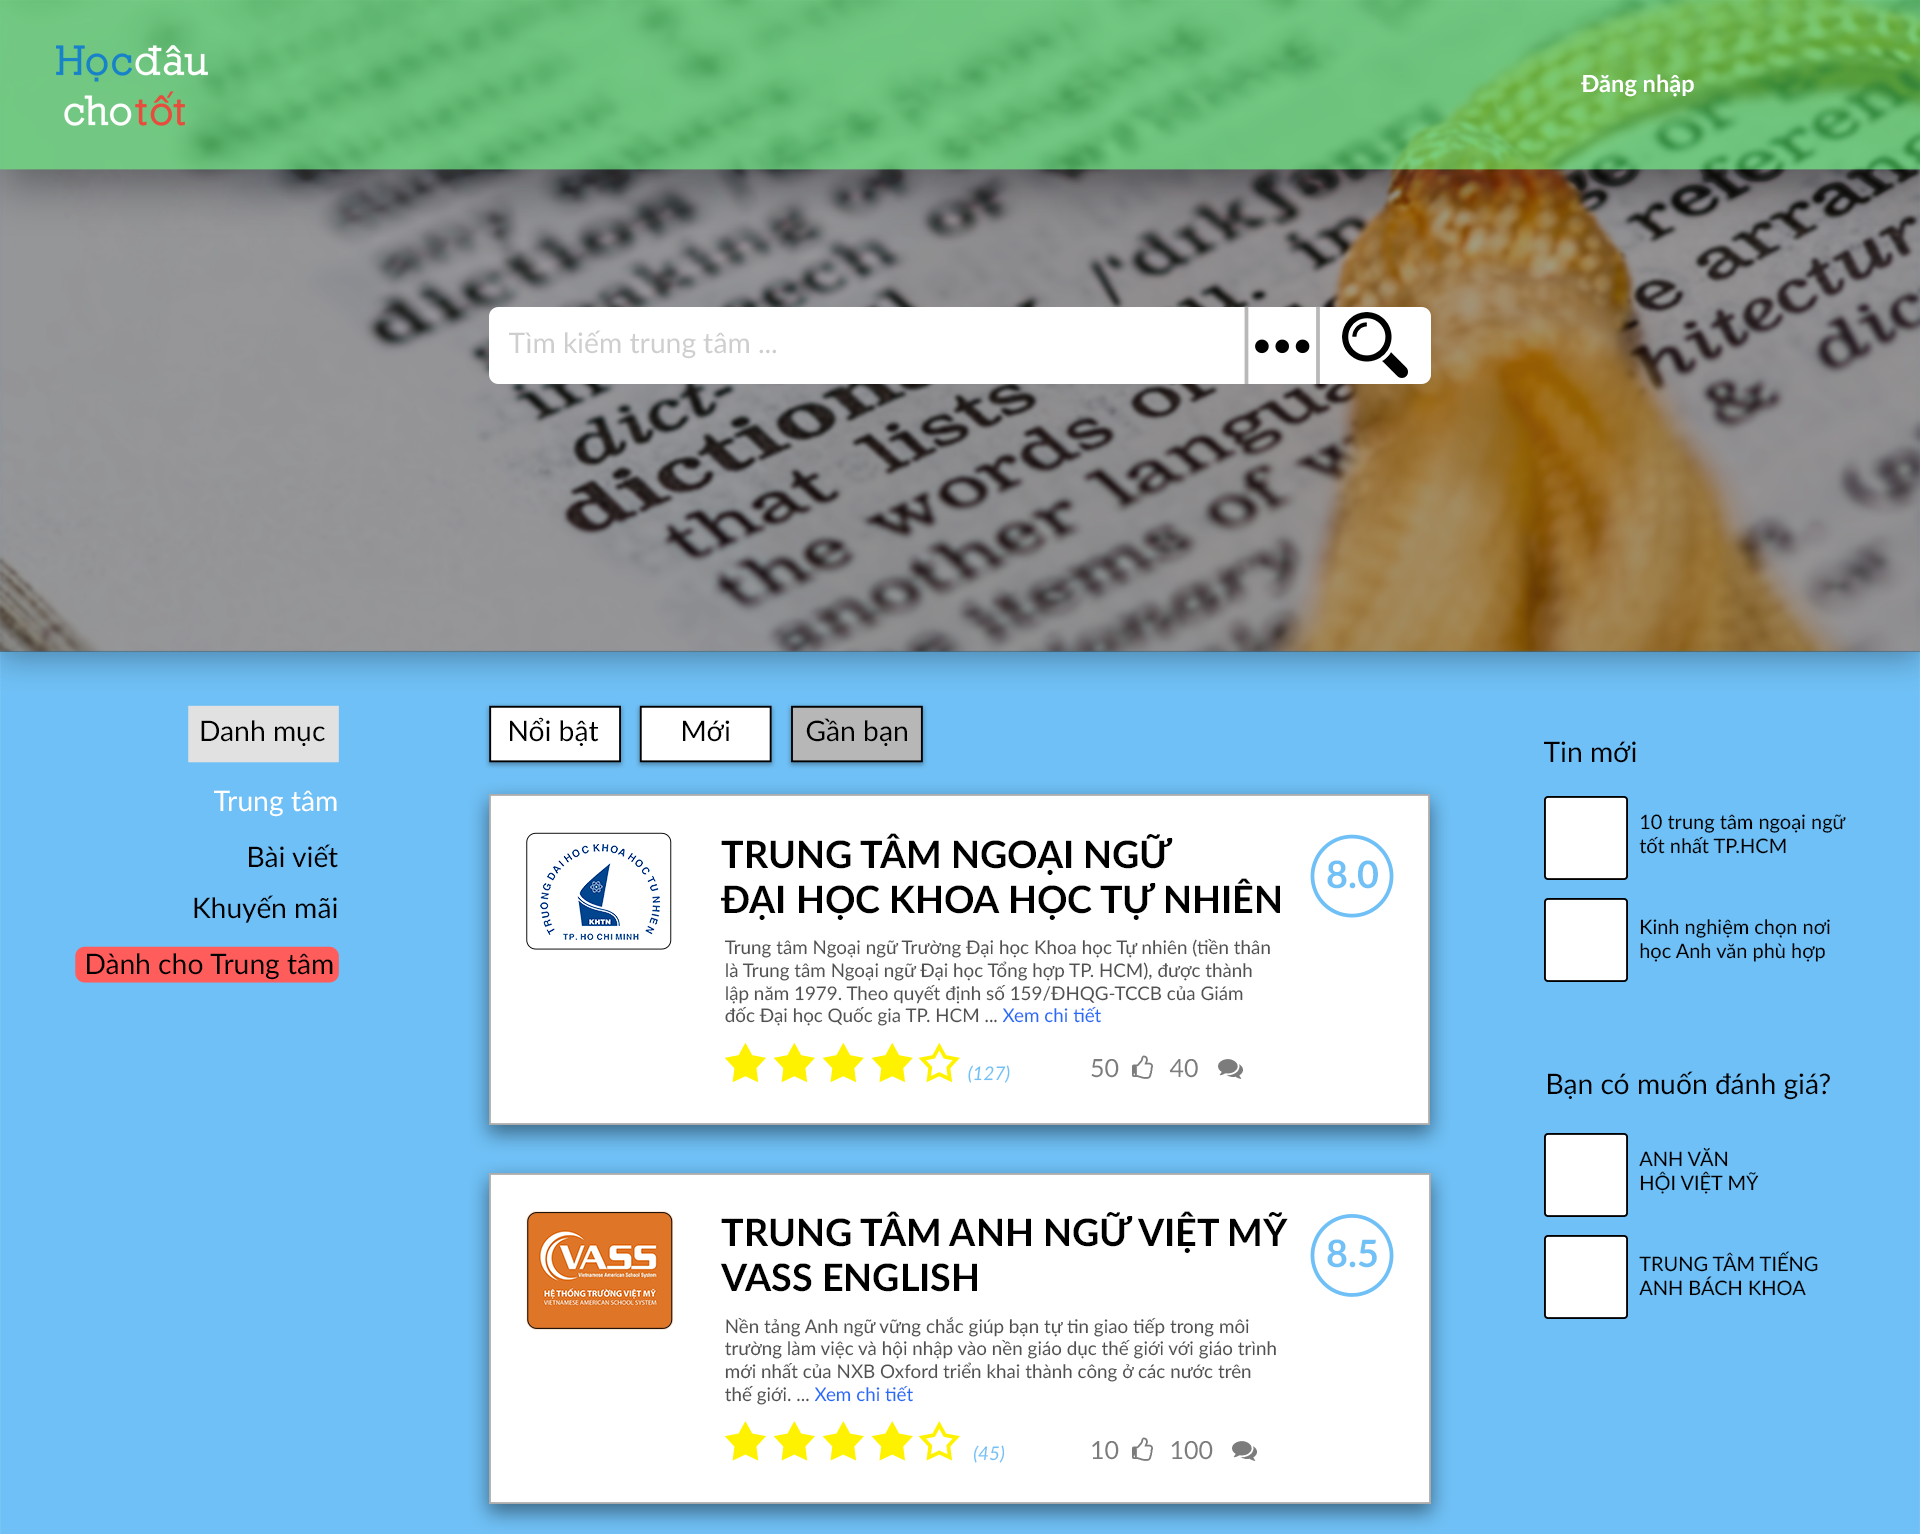 Họcđâu
chotốt
Đăng nhập
Tìm kiếm trung tâm ...
diction
/ˈdɪkʃənr
reference
arrang
hitectur
& dic
dict-
diction
that lists
the words or
another language
items of
Danh mục
Trung tâm
Bài viết
Khuyến mãi
Dành cho Trung tâm
Nổi bật
Mới
Gần bạn
TRƯỜNG ĐẠI HỌC KHOA HỌC TỰ NHIÊN
KHTN
TP. HO CHI MINH
TRUNG TÂM NGOẠI NGỮ
ĐẠI HỌC KHOA HỌC TỰ NHIÊN
8.0
Trung tâm Ngoại ngữ Trường Đại học Khoa học Tự nhiên (tiền thân
là Trung tâm Ngoại ngữ Đại học Tổng hợp TP. HCM), được thành
lập năm 1979. Theo quyết định số 159/ĐHQG-TCCB của Giám
đốc Đại học Quốc gia TP. HCM ... Xem chi tiết
(127)
50
40
VASS
Vietnamese American School System
HỆ THỐNG TRƯỜNG VIỆT MỸ
VIETNAMESE AMERICAN SCHOOL SYSTEM
TRUNG TÂM ANH NGỮ VIỆT MỸ
VASS ENGLISH
8.5
Nền tảng Anh ngữ vững chắc giúp bạn tự tin giao tiếp trong môi
trường làm việc và hội nhập vào nền giáo dục thế giới với giáo trình
mới nhất của NXB Oxford triển khai thành công ở các nước trên
thế giới. ... Xem chi tiết
(45)
10
100
Tin mới
10 trung tâm ngoại ngữ
tốt nhất TP.HCM
Kinh nghiệm chọn nơi
học Anh văn phù hợp
Bạn có muốn đánh giá?
ANH VĂN
HỘI VIỆT MỸ
TRUNG TÂM TIẾNG
ANH BÁCH KHOA